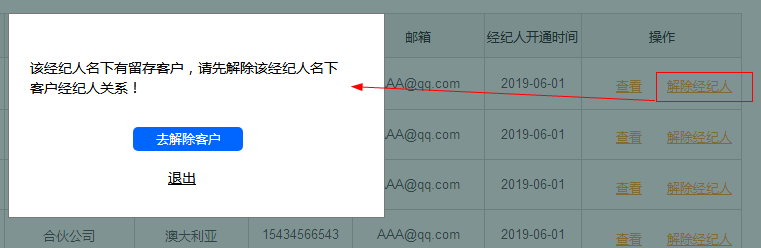 邮箱 经纪人开通时间 操作
该经纪人名下有留存客户，请先解除该经纪人名下
客户经纪人关系！
AA@qq.com 2019-06-01 查看 解除经纪人
去解除客户
AA@qq.com 2019-06-01 查看 解除经纪人
退出
AA@qq.com 2019-06-01 查看 解除经纪人
合伙公司 澳大利亚 15434566543 AAA@qq.com 2019-06-01 查看 解除经纪人